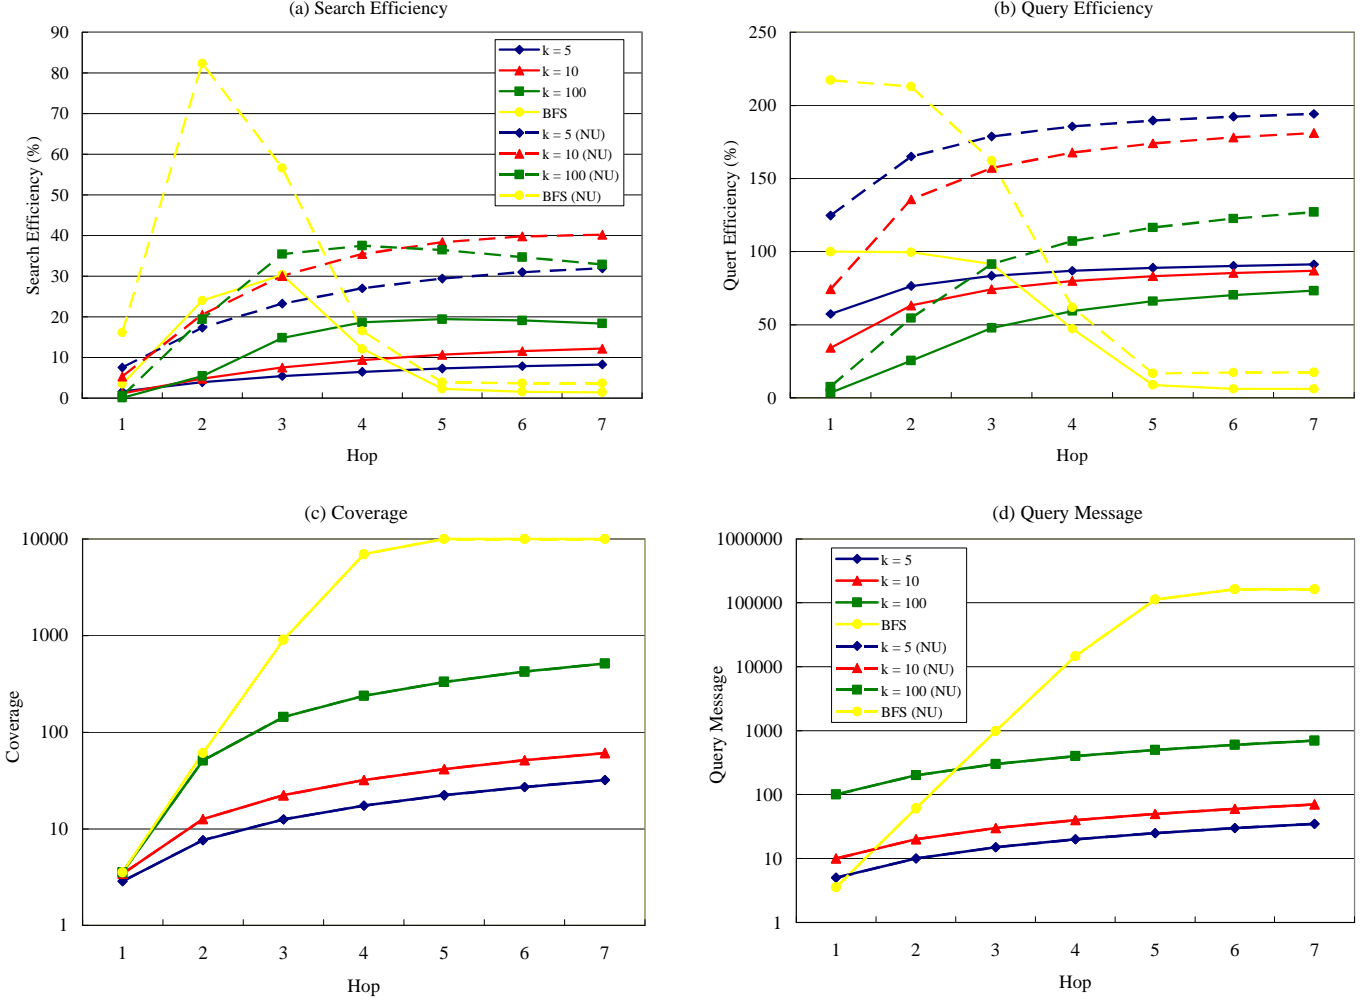 (a) Search Efficiency
90
80
70
60
50
40
30
20
10
0
Search Efficiency (%)
k = 5
k = 10
k = 100
BFS
k = 5 (NU)
k = 10 (NU)
k = 100 (NU)
BFS (NU)
1 2 3 4 5 6 7
Hop
(b) Query Efficiency
250
200
150
100
50
0
Quert Efficiency (%)
1 2 3 4 5 6 7
Hop
(c) Coverage
10000
1000
100
10
1
Coverage
1 2 3 4 5 6 7
Hop
(d) Query Message
1000000
100000
10000
1000
100
10
1
Query Message
k = 5
k = 10
k = 100
BFS
k = 5 (NU)
k = 10 (NU)
k = 100 (NU)
BFS (NU)
1 2 3 4 5 6 7
Hop